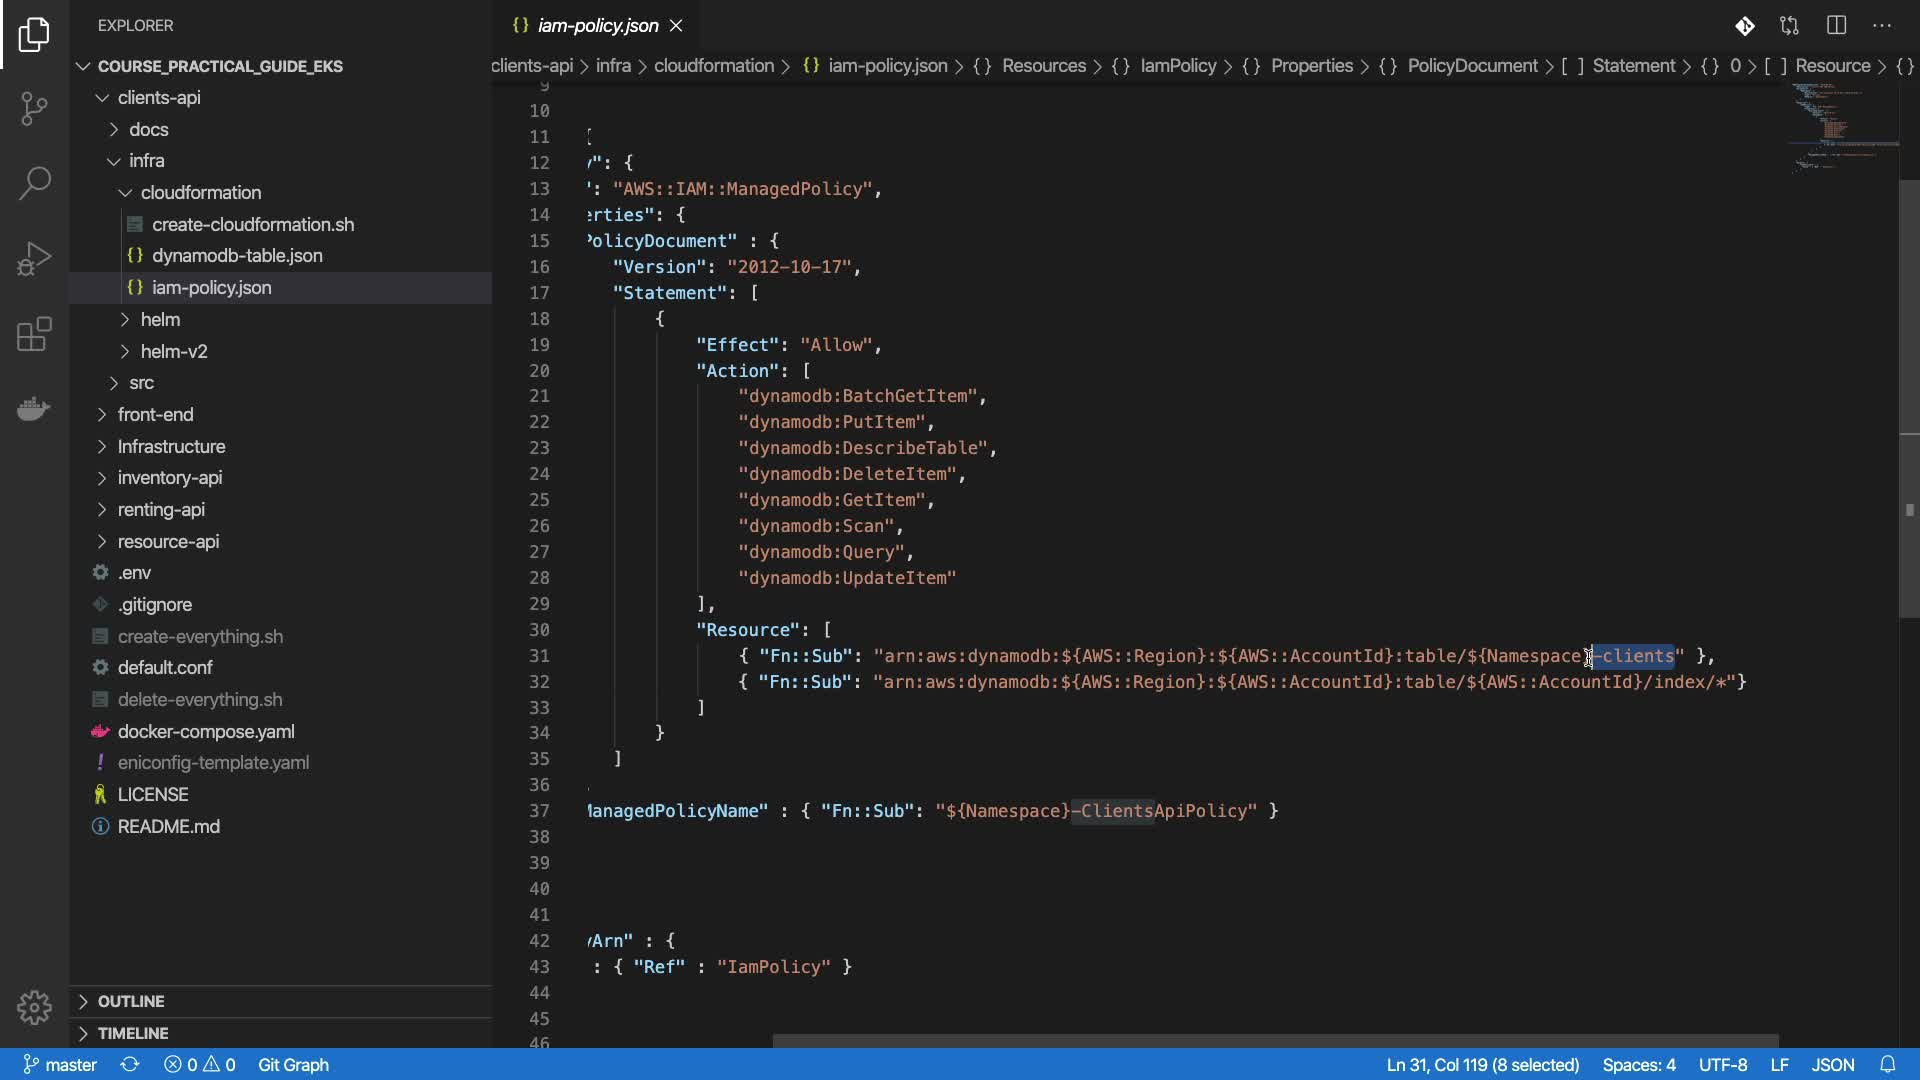 EXPLORER
COURSE_PRACTICAL_GUIDE_EKS
clients-api
docs
infra
cloudformation
create-cloudformation.sh
dynamodb-table.json
iam-policy.json
helm
helm-v2
src
front-end
Infrastructure
inventory-api
renting-api
resource-api
.env
.gitignore
create-everything.sh
default.conf
delete-everything.sh
docker-compose.yaml
eniconfig-template.yaml
LICENSE
README.md
OUTLINE
TIMELINE
{} iam-policy.json
clients-api > infra > cloudformation > {} iam-policy.json > {} Resources > {} IamPolicy > {} Properties > {} PolicyDocument > [ ] Statement > {} 0 > [ ] Resource > {}
9
10
11 {
12 y": {
13 ": "AWS::IAM::ManagedPolicy",
14 erties": {
15 PolicyDocument" : {
16 "Version": "2012-10-17",
17 "Statement": [
18 {
19 "Effect": "Allow",
20 "Action": [
21 "dynamodb:BatchGetItem",
22 "dynamodb:PutItem",
23 "dynamodb:DescribeTable",
24 "dynamodb:DeleteItem",
25 "dynamodb:GetItem",
26 "dynamodb:Scan",
27 "dynamodb:Query",
28 "dynamodb:UpdateItem"
29 ],
30 "Resource": [
31 { "Fn::Sub": "arn:aws:dynamodb:${AWS::Region}:${AWS::AccountId}:table/${Namespace}-clients" },
32 { "Fn::Sub": "arn:aws:dynamodb:${AWS::Region}:${AWS::AccountId}:table/${AWS::AccountId}/index/*"}
33 ]
34 }
35 ]
36
37 ManagedPolicyName" : { "Fn::Sub": "${Namespace}-ClientsApiPolicy" }
38
39
40
41
42 yArn" : {
43 : { "Ref" : "IamPolicy" }
44
45
46
master 0 0 Git Graph Ln 31, Col 119 (8 selected) Spaces: 4 UTF-8 LF JSON